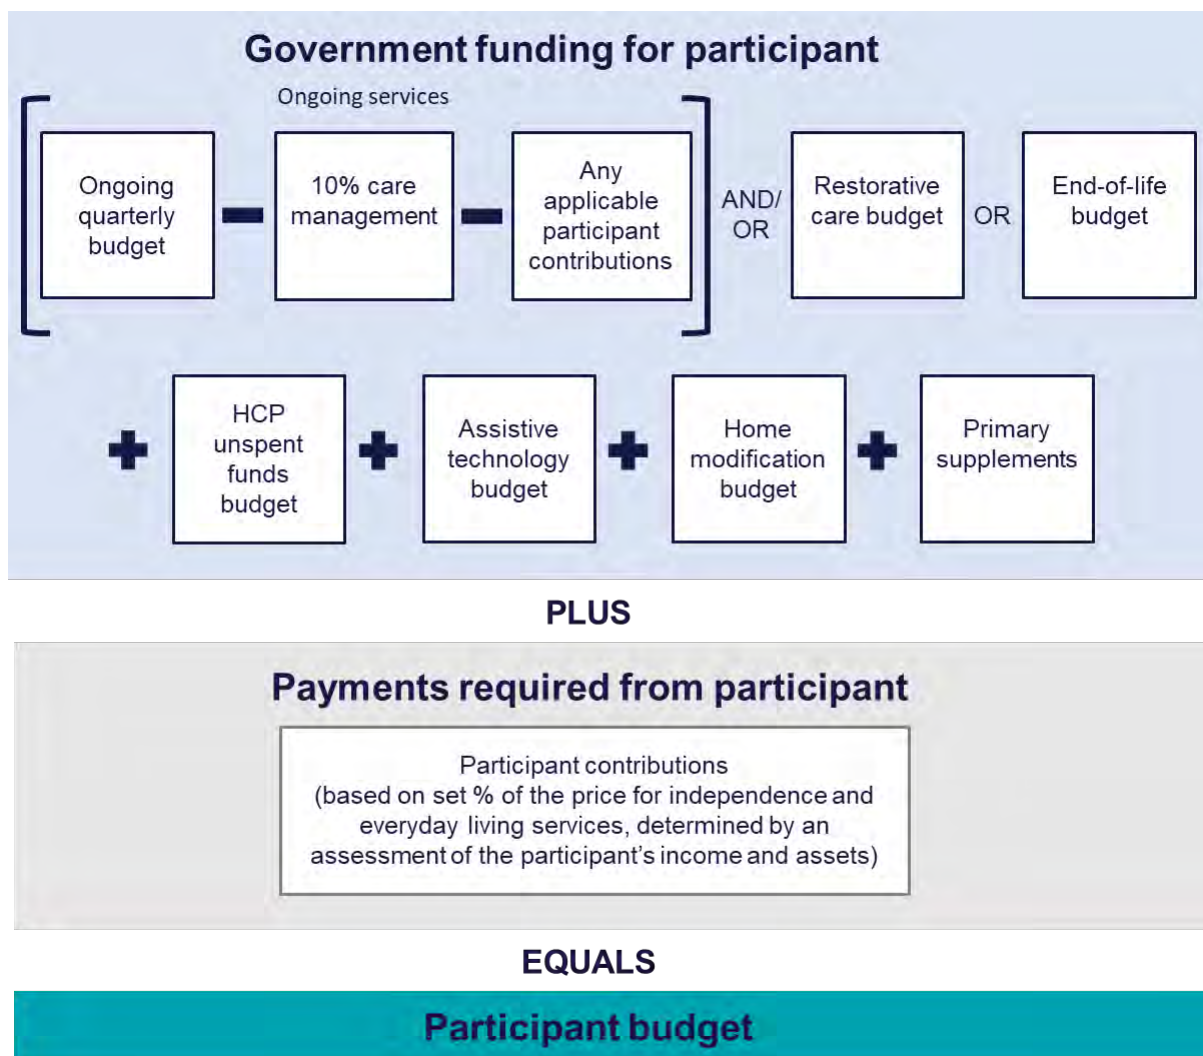 Government funding for participant
Ongoing services
Ongoing
quarterly
budget
10% care
management
Any
applicable
participant
contributions
AND/
OR
Restorative
care budget
OR
End-of-life
budget
HCP
unspent
funds
budget
Assistive
technology
budget
Home
modification
budget
Primary
supplements
PLUS
Payments required from participant
Participant contributions
(based on set % of the price for independence and
everyday living services, determined by an
assessment of the participant's income and assets)
EQUALS
Participant budget